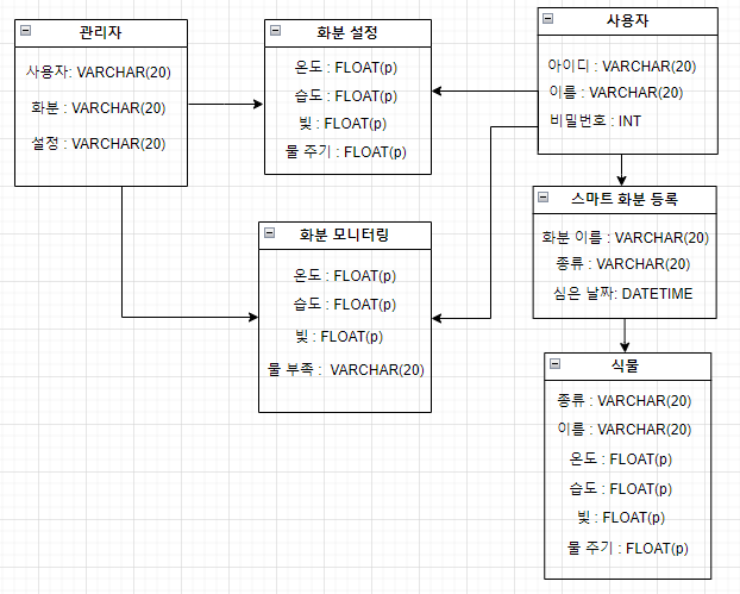 관리자
사용자: VARCHAR(20)
화분 : VARCHAR(20)
설정 : VARCHAR(20)
화분 설정
온도 : FLOAT(p)
습도 : FLOAT(p)
빛 : FLOAT(p)
물 주기 : FLOAT(p)
사용자
아이디 : VARCHAR(20)
이름 : VARCHAR(20)
비밀번호 : INT
화분 모니터링
온도 : FLOAT(p)
습도 : FLOAT(p)
빛 : FLOAT(p)
물 부족 : VARCHAR(20)
스마트 화분 등록
화분 이름 : VARCHAR(20)
종류 : VARCHAR(20)
심은 날짜: DATETIME
식물
종류 : VARCHAR(20)
이름 : VARCHAR(20)
온도 : FLOAT(p)
습도 : FLOAT(p)
빛 : FLOAT(p)
물 주기 : FLOAT(p)